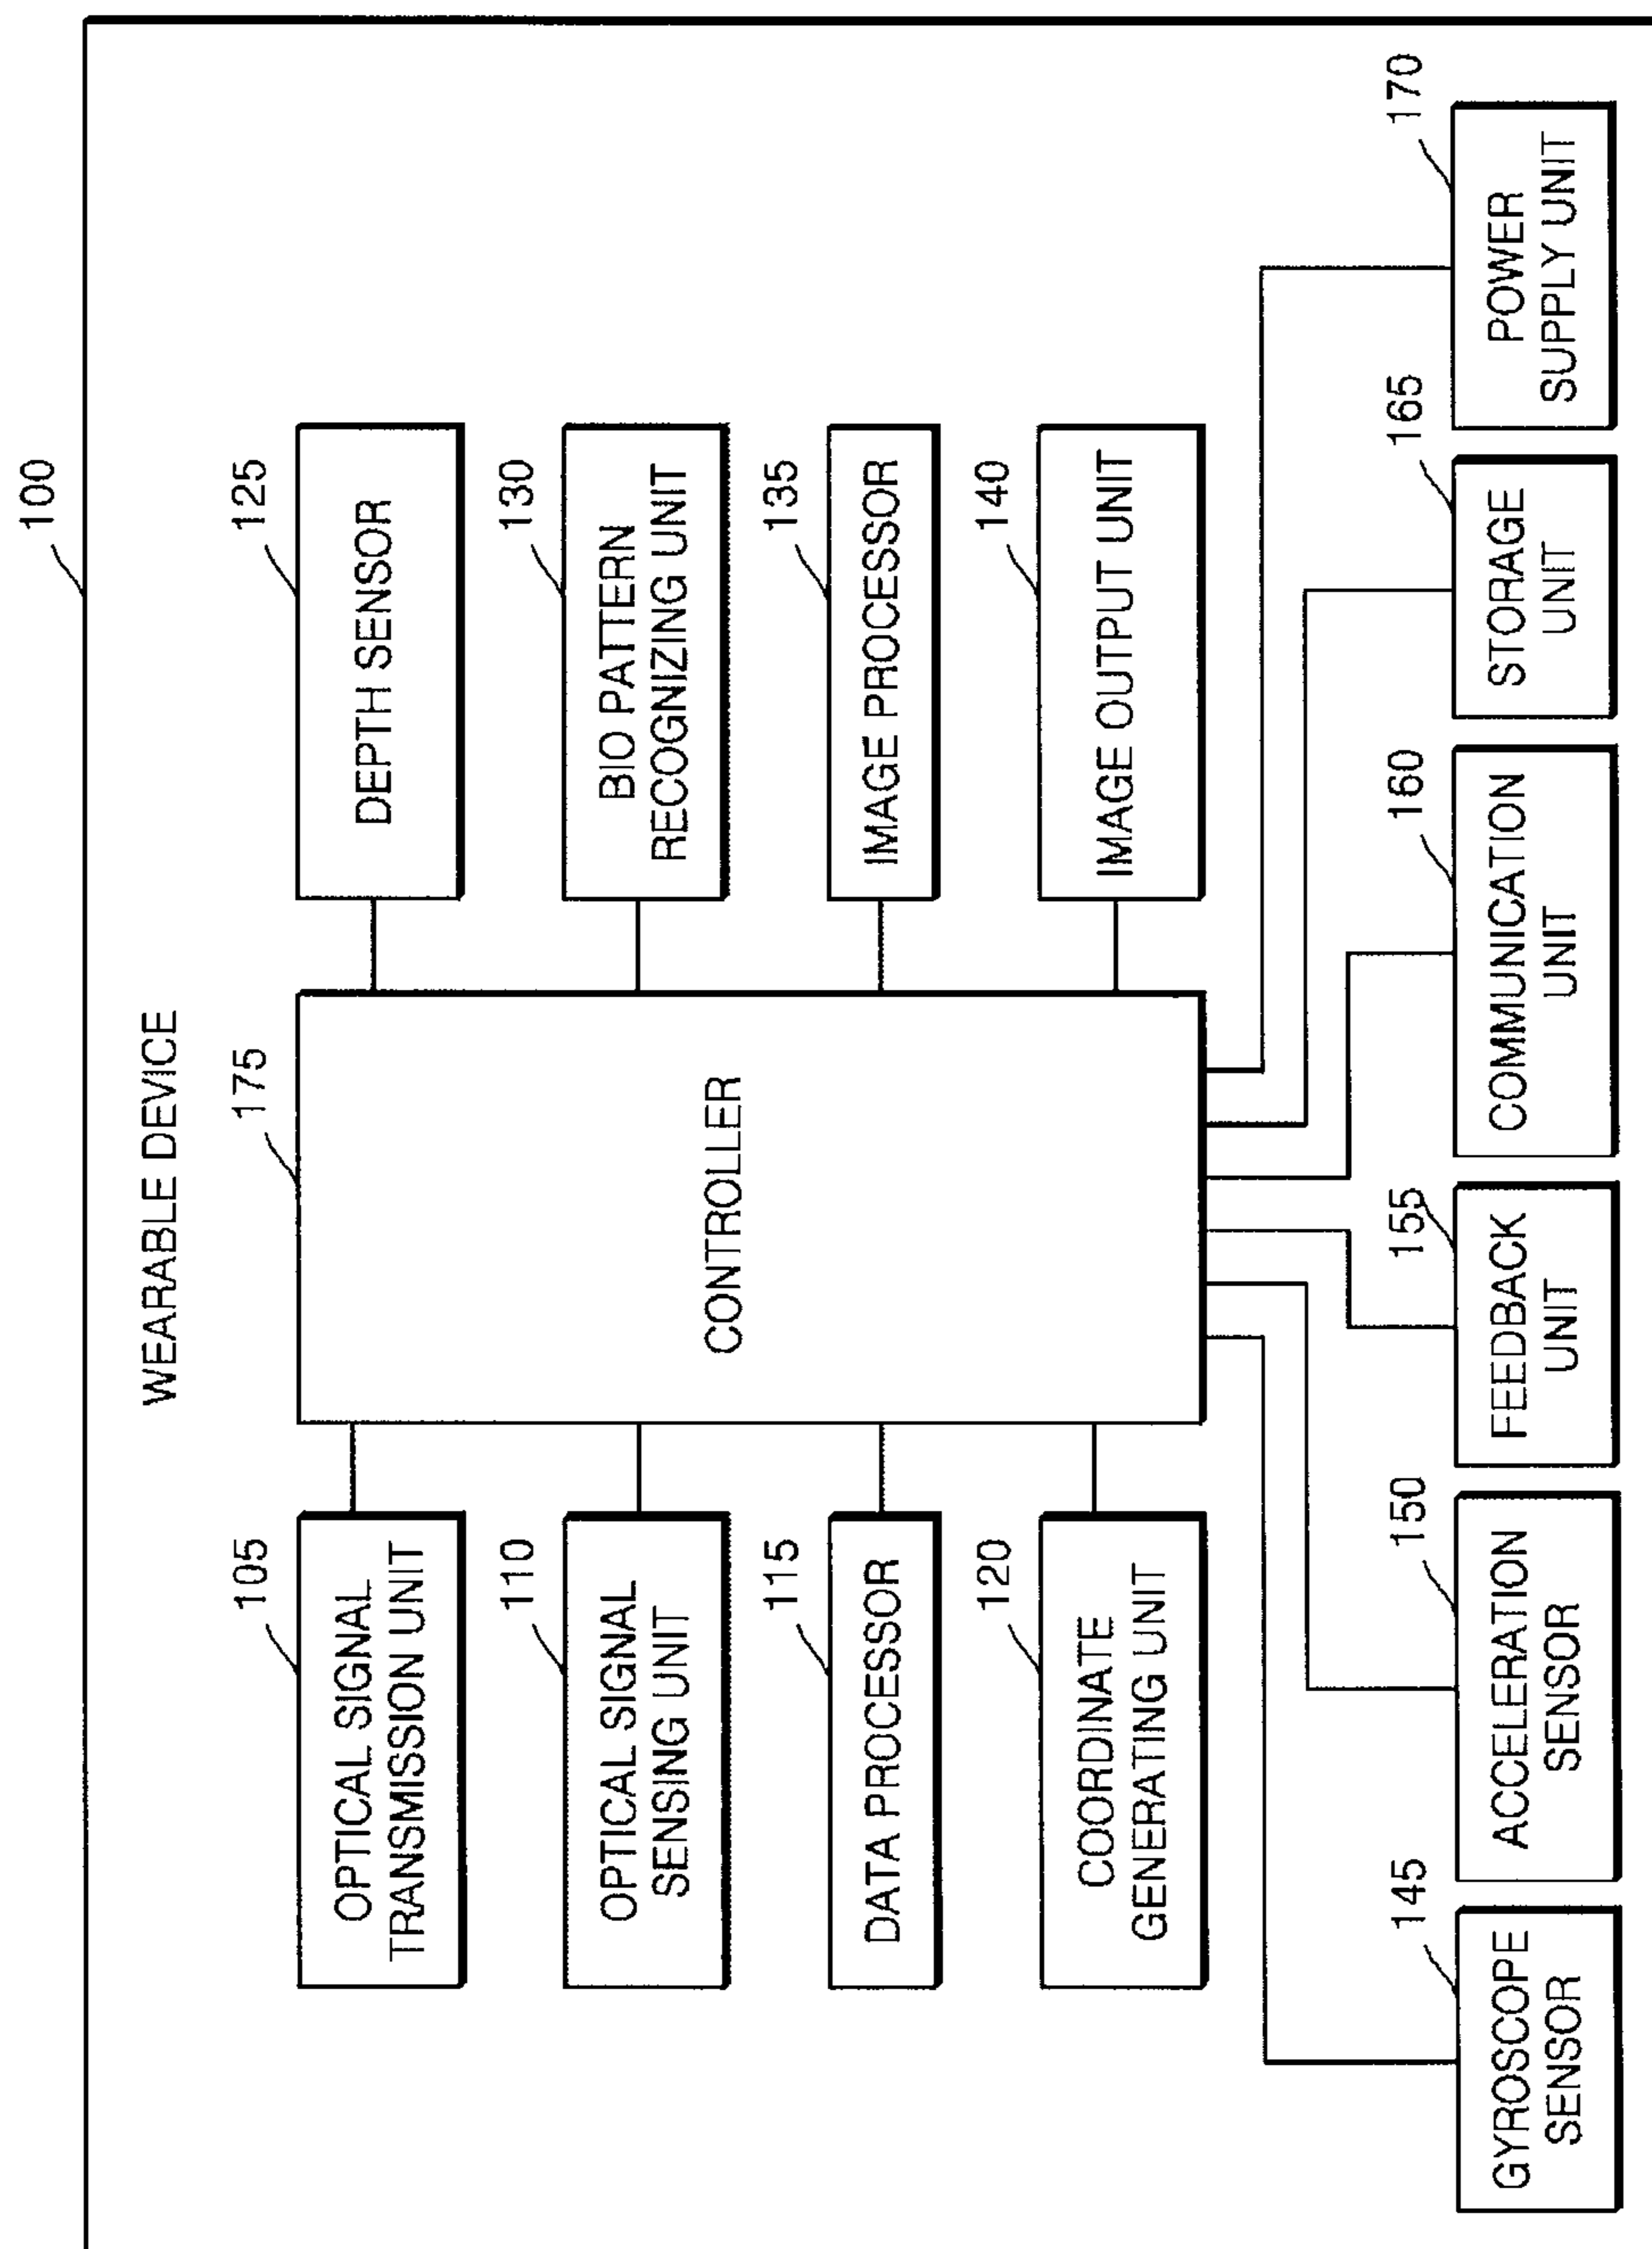 100
WEARABLE DEVICE
105
OPTICAL SIGNAL
TRANSMISSION UNIT
110
OPTICAL SIGNAL
SENSING UNIT
115
DATA PROCESSOR
120
COORDINATE
GENERATING UNIT
175
CONTROLLER
125
DEPTH SENSOR
130
BIO PATTERN
RECOGNIZING UNIT
135
IMAGE PROCESSOR
140
IMAGE OUTPUT UNIT
145
GYROSCOPE
SENSOR
150
ACCELERATION
SENSOR
155
FEEDBACK
UNIT
160
COMMUNICATION
UNIT
165
STORAGE
UNIT
170
POWER
SUPPLY UNIT